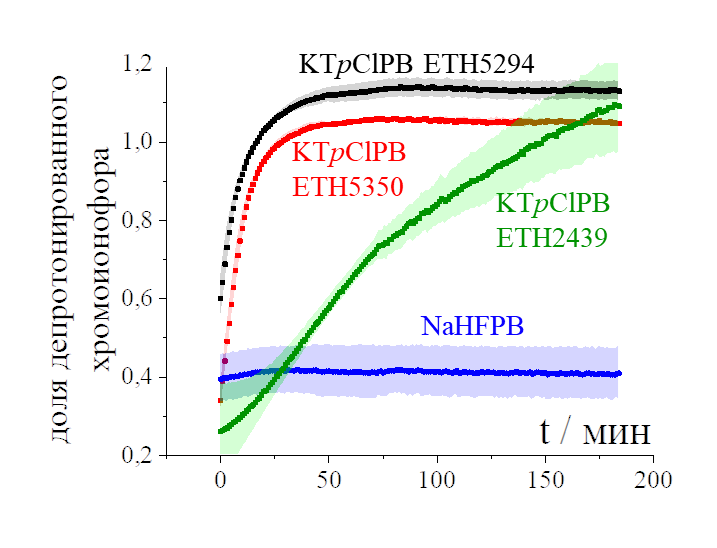 доля депротонированного
хромоионофора
1,2
1,0
0,8
0,6
0,4
0,2
KTpClPB ETH5294
KTpClPB
ETH5350
KTpClPB
ETH2439
NaHFPB
t / мин
0
50
100
150
200